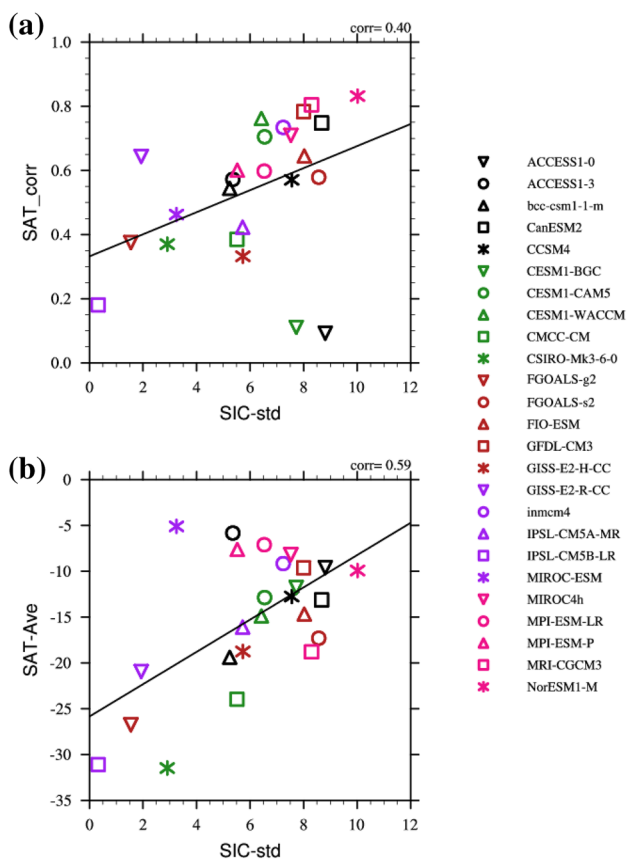 (a)
corr= 0.40
1.0
0.8
0.6
0.4
0.2
0.0
SAT_corr
0 2 4 6 8 10 12
SIC-std
(b)
corr= 0.59
0
-5
-10
-15
-20
-25
-30
-35
SAT-Ave
0 2 4 6 8 10 12
SIC-std
ACCESS1-0
ACCESS1-3
bcc-csm1-1-m
CanESM2
CCSM4
CESM1-BGC
CESM1-CAM5
CESM1-WACCM
CMCC-CM
CSIRO-Mk3-6-0
FGOALS-g2
FGOALS-s2
FIO-ESM
GFDL-CM3
GISS-E2-H-CC
GISS-E2-R-CC
inmcm4
IPSL-CM5A-MR
IPSL-CM5B-LR
MIROC-ESM
MIROC4h
MPI-ESM-LR
MPI-ESM-P
MRI-CGCM3
NorESM1-M